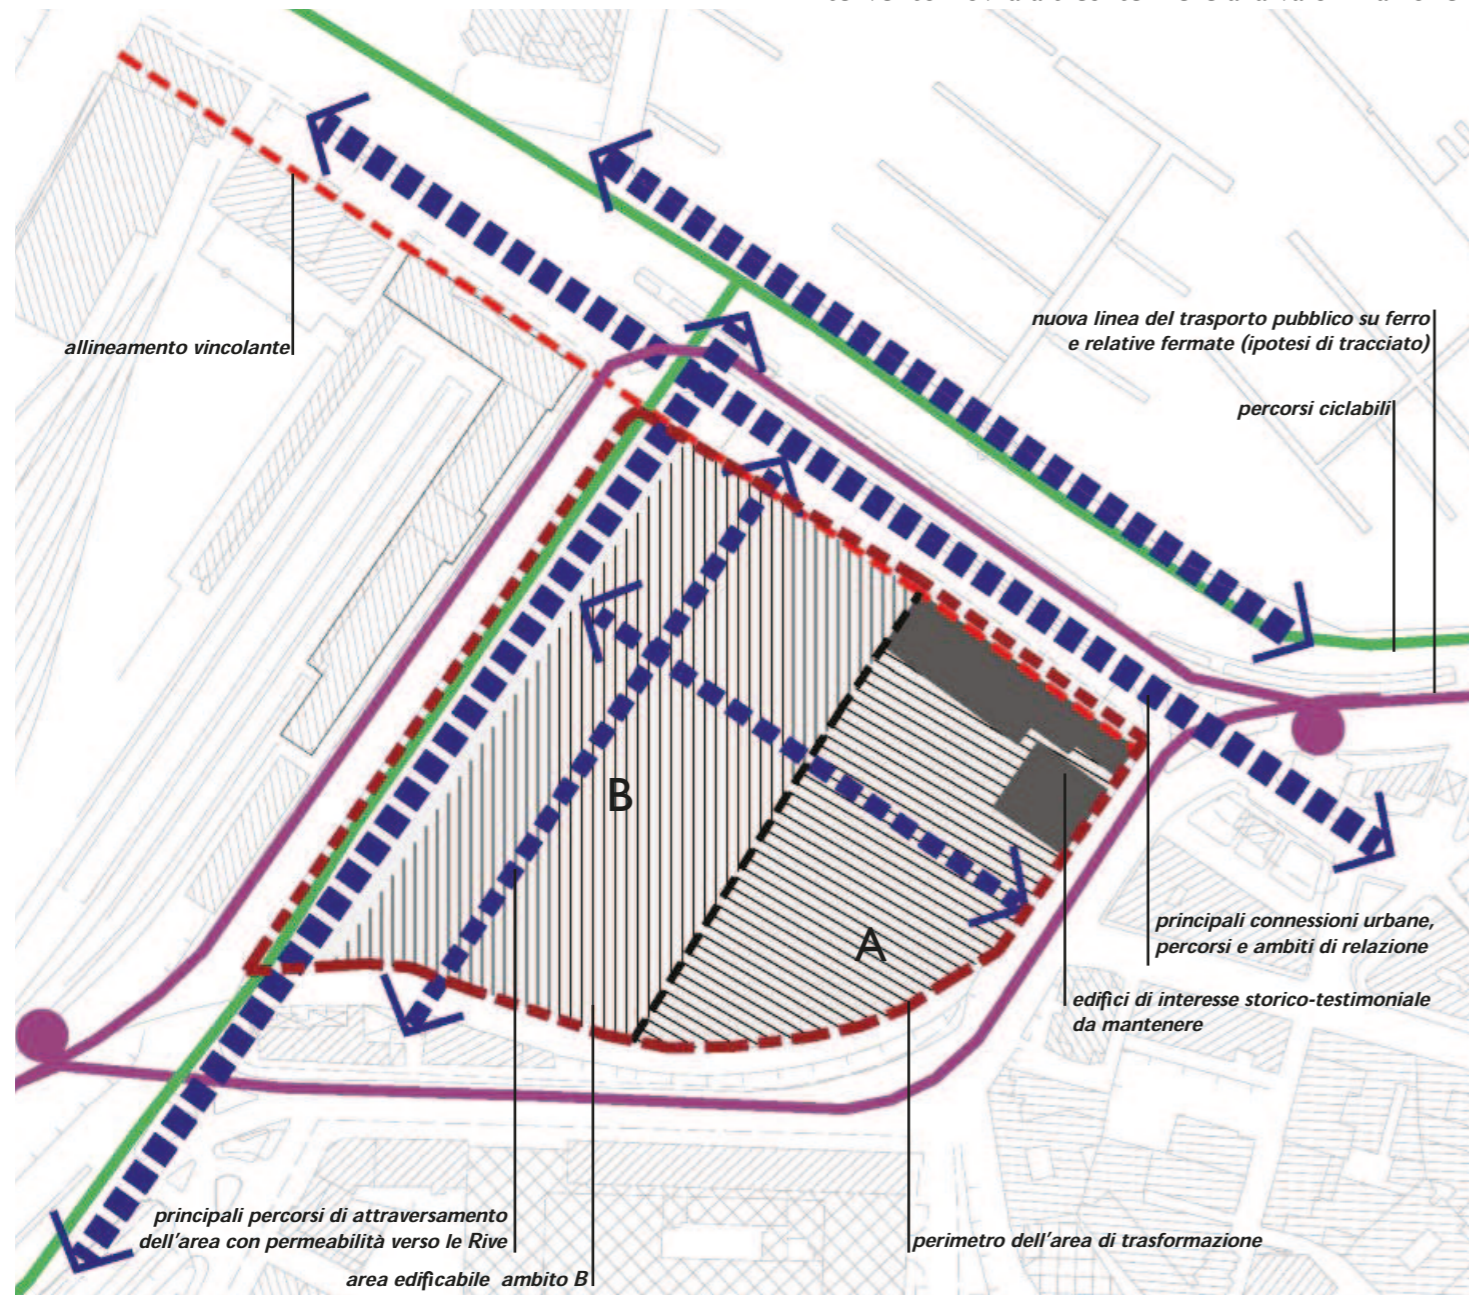 nuova linea del trasporto pubblico su ferro
e relative fermate (ipotesi di tracciato)
allineamento vincolante
percorsi ciclabili
B
A
principali connessioni urbane,
percorsi e ambiti di relazione
edifici di interesse storico-testimoniale
da mantenere
principali percorsi di attraversamento
dell'area con permeabilità verso le Rive
perimetro dell'area di trasformazione
area edificabile ambito B